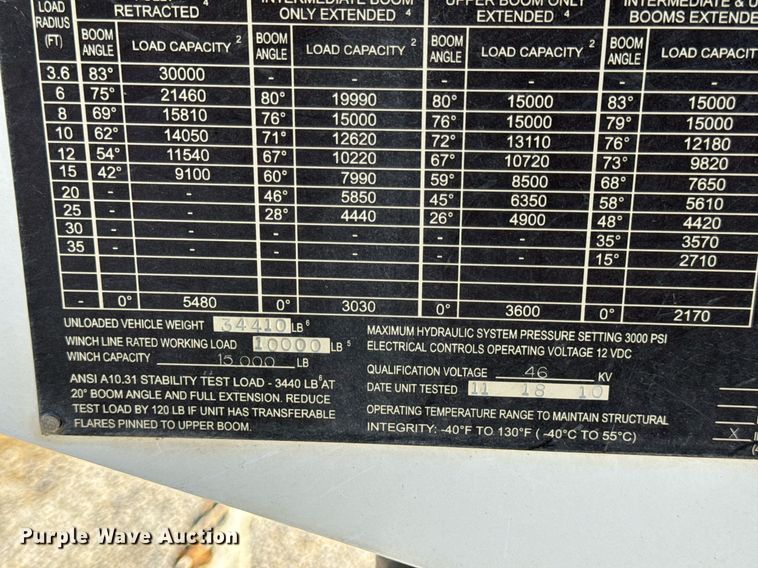 LOAD RADIUS (FT)
RETRACTED 4
INTERMEDIATE BOOM ONLY EXTENDED 4
UPPER BOOM ONLY EXTENDED 4
INTERMEDIATE & U
BOOMS EXTENDE
BOOM ANGLE LOAD CAPACITY 2 BOOM ANGLE LOAD CAPACITY 2 BOOM ANGLE LOAD CAPACITY 2 BOOM ANGLE LOAD CAPACIT
3.6 83° 30000 - - - - - -
6 75° 21460 80° 19990 80° 15000 83° 15000
8 69° 15810 76° 15000 76° 15000 79° 15000
10 62° 14050 71° 12620 72° 13110 76° 12180
12 54° 11540 67° 10220 67° 10720 73° 9820
15 42° 9100 60° 7990 59° 8500 68° 7650
20 - - 46° 5850 45° 6350 58° 5610
25 - - 28° 4440 26° 4900 48° 4420
30 - - - - - - 35° 3570
35 - - - - - - 15° 2710
- 0° 5480 0° 3030 0° 3600 0° 2170
UNLOADED VEHICLE WEIGHT 34410 LB 6
WINCH LINE RATED WORKING LOAD 10000 LB 5
WINCH CAPACITY 15,000 LB
ANSI A10.31 STABILITY TEST LOAD - 3440 LB 6 AT
20° BOOM ANGLE AND FULL EXTENSION. REDUCE
TEST LOAD BY 120 LB IF UNIT HAS TRANSFERABLE
FLARES PINNED TO UPPER BOOM.
MAXIMUM HYDRAULIC SYSTEM PRESSURE SETTING 3000 PSI
ELECTRICAL CONTROLS OPERATING VOLTAGE 12 VDC
QUALIFICATION VOLTAGE 46 KV
DATE UNIT TESTED 11 18 10
OPERATING TEMPERATURE RANGE TO MAINTAIN STRUCTURAL
INTEGRITY: -40°F TO 130°F ( -40°C TO 55°C)
X
Purple Wave Auction